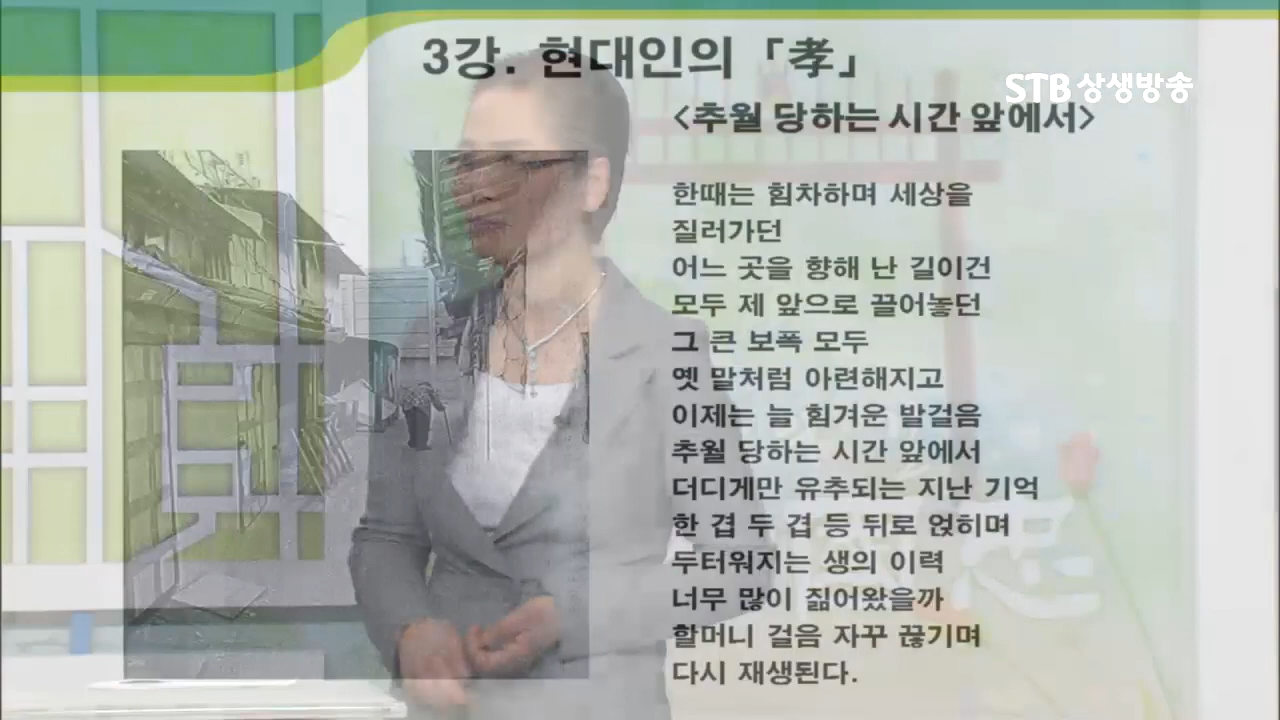 3강. 현대인의 「孝」
STB 상생방송
<추월 당하는 시간 앞에서>
한때는 힘차하며 세상을
질러가던
어느 곳을 향해 난 길이건
모두 제 앞으로 끌어놓던
그 큰 보폭 모두
옛 말처럼 아련해지고
이제는 늘 힘겨운 발걸음
추월 당하는 시간 앞에서
더디게만 유추되는 지난 기억
한 겹 두 겹 등 뒤로 얹히며
두터워지는 생의 이력
너무 많이 짊어왔을까
할머니 걸음 자꾸 끊기며
다시 재생된다.